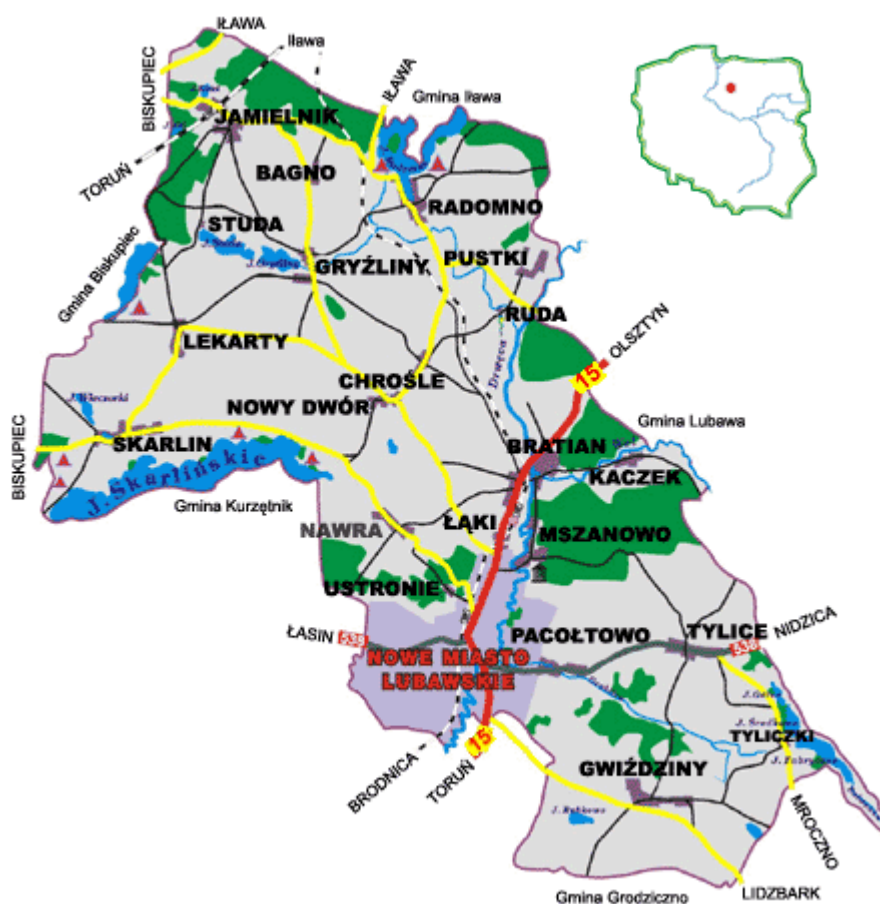 IŁAWA
Iława
BISKUPIEC
IŁAWA
Gmina Iława
JAMIELNIK
TORUŃ
BAGNO
RADOMNO
STUDA
Gmina Biskupiec
GRYŹLINY
PUSTKI
RUDA
LEKARTY
Drwęca
OLSZTYN
15
CHROŚLE
NOWY DWÓR
Gmina Lubawa
SKARLIN
BRATIAN
BISKUPIEC
J. Skarlińskie
KACZEK
Gmina Kurzętnik
NAWRA
ŁĄKI
MSZANOWO
USTRONIE
ŁASIN
539
PACOŁTOWO
TYLICE
538
NIDZICA
NOWE MIASTO
LUBAWSKIE
TYLICZKI
BRODNICA
TORUŃ
15
GWIŹDZINY
MROCZNO
Gmina Grodziczno
LIDZBARK